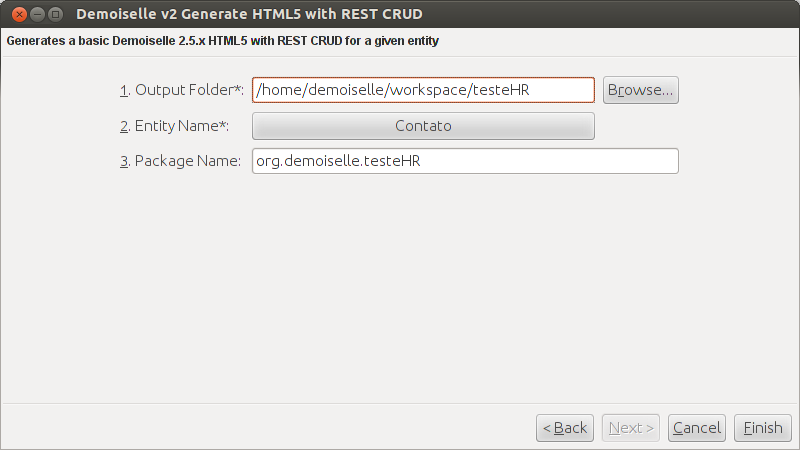 Demoiselle v2 Generate HTML5 with REST CRUD
Generates a basic Demoiselle 2.5.x HTML5 with REST CRUD for a given entity
1. Output Folder*: /home/demoiselle/workspace/testeHR Browse...
2. Entity Name*: Contato
3. Package Name: org.demoiselle.testeHR
< Back Next > Cancel Finish